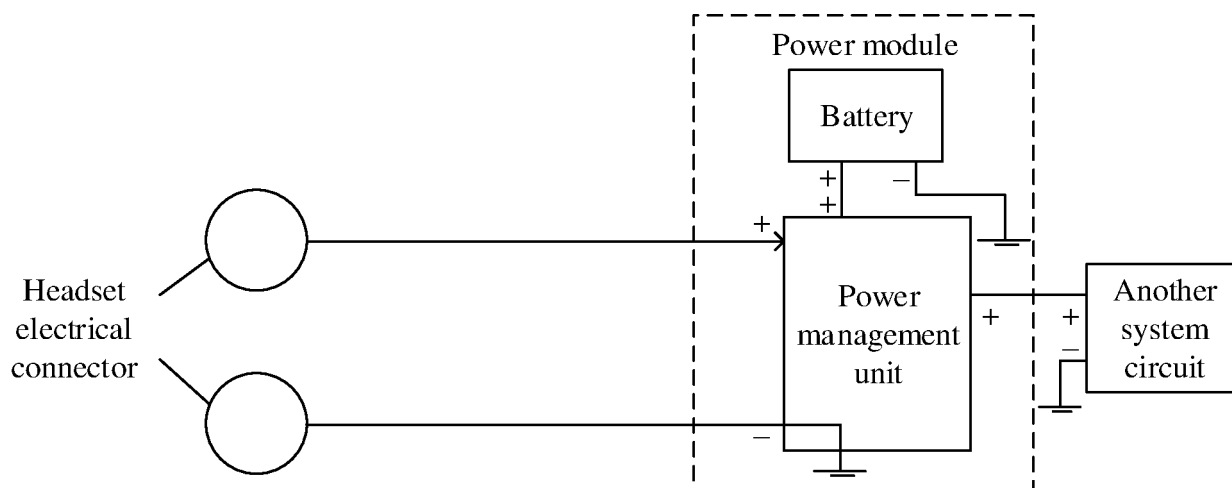 Power module
Battery
+ −
+
+
Headset
electrical
connector
Power
management
unit
+
+
−
Another
system
circuit
−